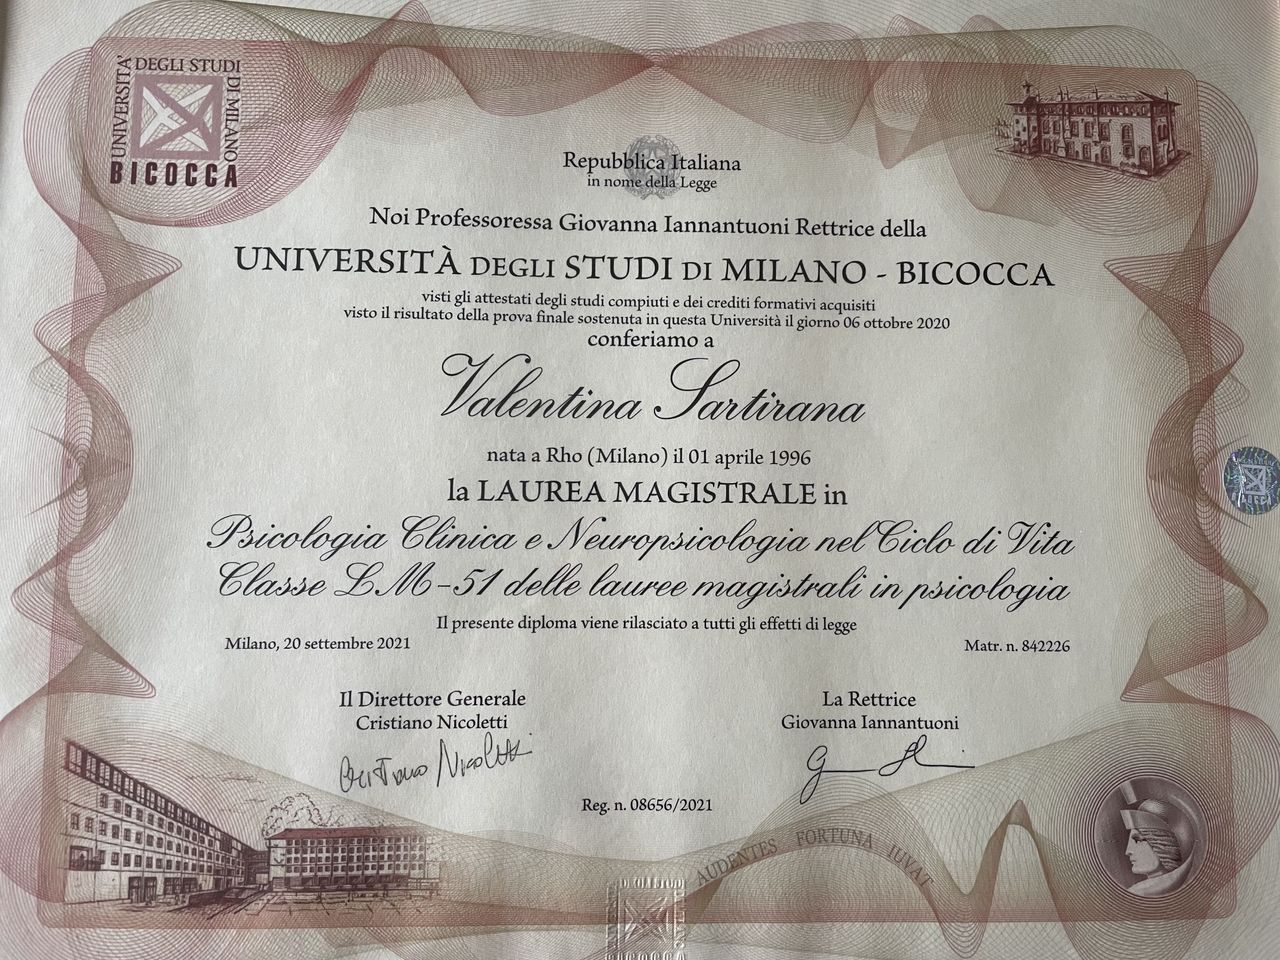 UNIVERSITÀ DEGLI STUDI DI MILANO
BICOCCA
Repubblica Italiana
in nome della Legge
Noi Professoressa Giovanna Iannantuoni Rettrice della
UNIVERSITÀ DEGLI STUDI DI MILANO - BICOCCA
visti gli attestati degli studi compiuti e dei crediti formativi acquisiti
visto il risultato della prova finale sostenuta in questa Università il giorno 06 ottobre 2020
conferiamo a
Valentina Sartirana
nata a Rho (Milano) il 01 aprile 1996
la LAUREA MAGISTRALE in
Psicologia Clinica e Neuropsicologia nel Ciclo di Vita
Classe LM-51 delle lauree magistrali in psicologia
Il presente diploma viene rilasciato a tutti gli effetti di legge
Milano, 20 settembre 2021 Matr. n. 842226
Il Direttore Generale La Rettrice
Cristiano Nicoletti Giovanna Iannantuoni
Cristiano Nicoletti
Reg. n. 08656/2021
AUDENTES FORTUNA IUVAT
BICOCCA